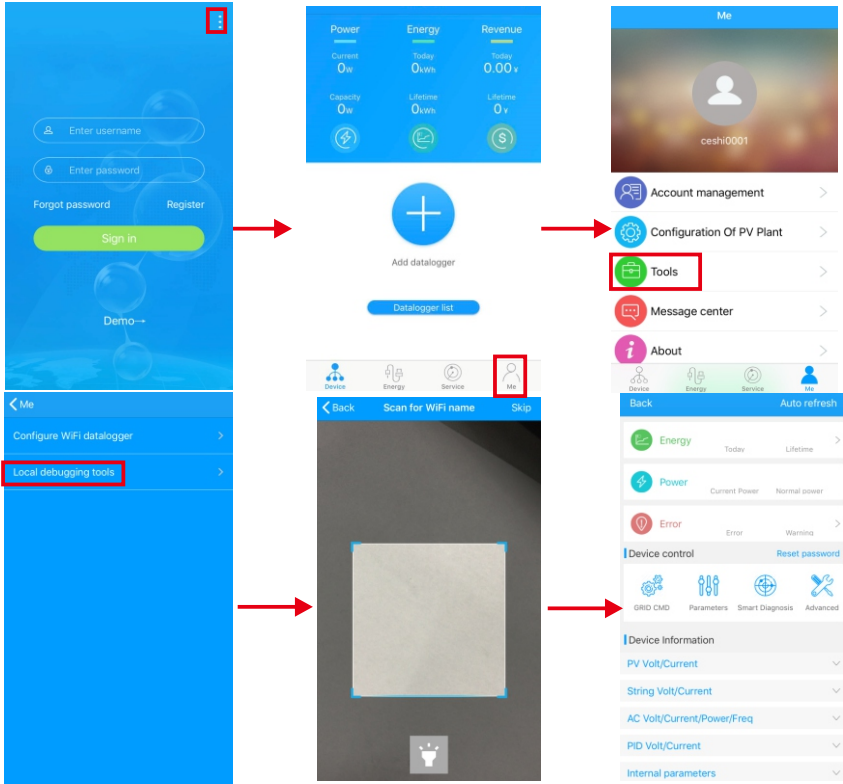 Enter username
Enter password
Forgot password Register
Sign in
Demo→
Power Energy Revenue
Current Today Today
0w 0kWh 0.00¥
Capacity Lifetime Lifetime
0w 0kWh 0¥
Add datalogger
Datalogger list
Device Energy Service Me
Me
ceshi0001
Account management
Configuration Of PV Plant
Tools
Message center
About
Device Energy Service Me
Me
Configure WiFi datalogger
Local debugging tools
Back Scan for WiFi name Skip
Back Auto refresh
Energy
Today Lifetime
Power
Current Power Normal power
Error
Error Warning
Device control Reset password
GRID CMD Parameters Smart Diagnosis Advanced
Device Information
PV Volt/Current
String Volt/Current
AC Volt/Current/Power/Freq
PID Volt/Current
Internal parameters